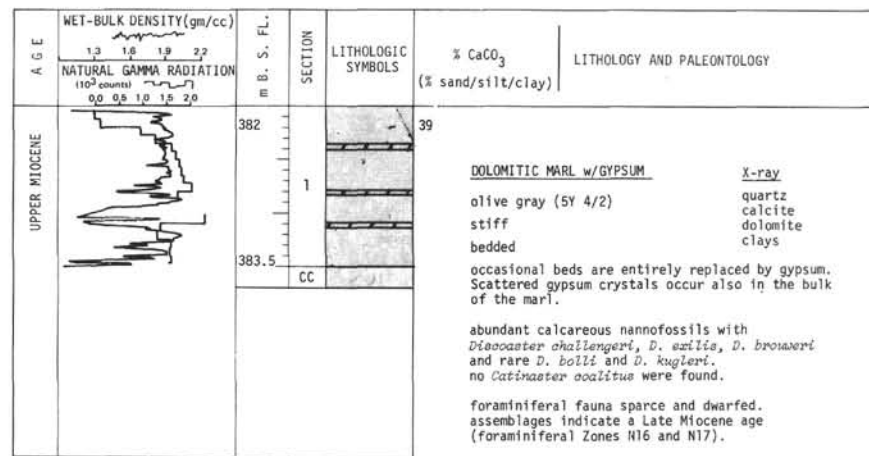 AGE
WET-BULK DENSITY(gm/cc)
1.3 1.6 1.9 2.2
NATURAL GAMMA RADIATION
(10³ counts)
0.0 0.5 1.0 1.5 2.0
m B. S. FL.
SECTION
LITHOLOGIC
SYMBOLS
% CaCO₃
(% sand/silt/clay)
LITHOLOGY AND PALEONTOLOGY
UPPER MIOCENE
382
383.5
1
CC
39
DOLOMITIC MARL w/GYPSUM
olive gray (5Y 4/2)
stiff
bedded
X-ray
quartz
calcite
dolomite
clays
occasional beds are entirely replaced by gypsum.
Scattered gypsum crystals occur also in the bulk
of the marl.
abundant calcareous nannofossils with
Discoaster challengeri, D. exilis, D. brouweri
and rare D. bolli and D. kugleri.
no Catinaster coalitus were found.
foraminiferal fauna sparce and dwarfed.
assemblages indicate a Late Miocene age
(foraminiferal Zones N16 and N17).